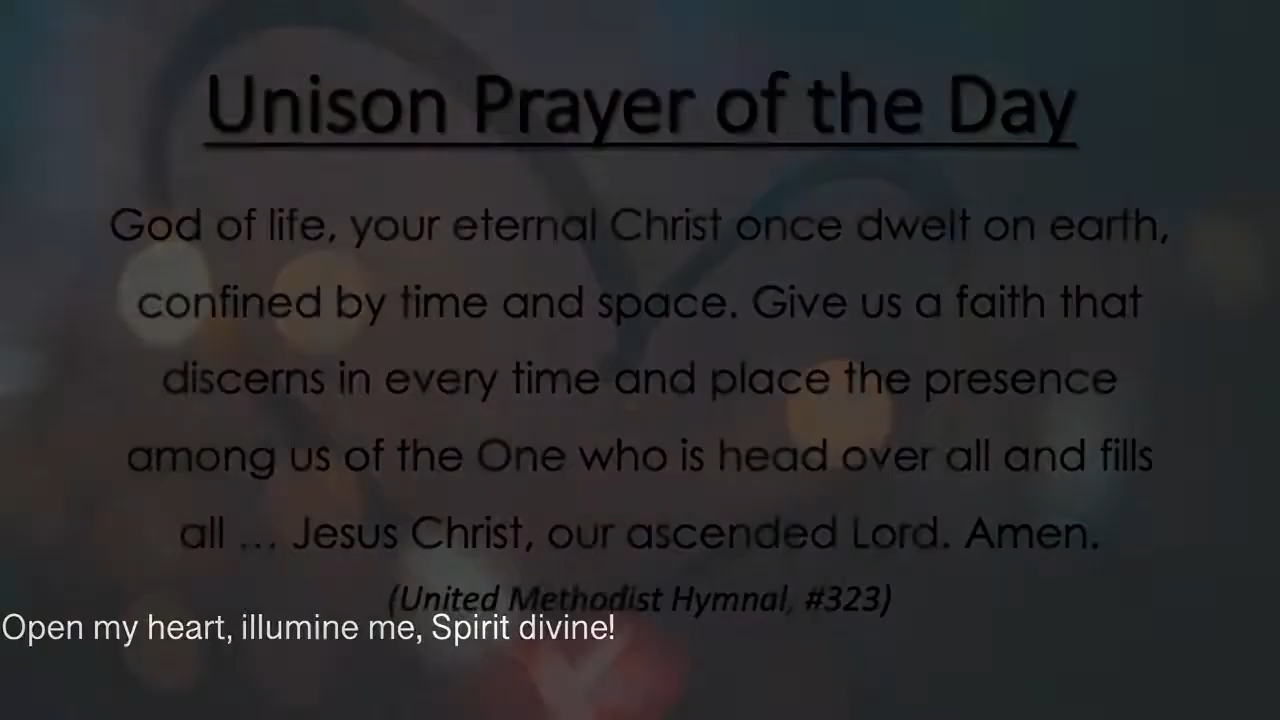 Unison Prayer of the Day
God of life, your eternal Christ once dwelt on earth,
confined by time and space. Give us a faith that
discerns in every time and place the presence
among us of the One who is head over all and fills
all ... Jesus Christ, our ascended Lord. Amen.
(United Methodist Hymnal, #323)
Open my heart, illumine me, Spirit divine!